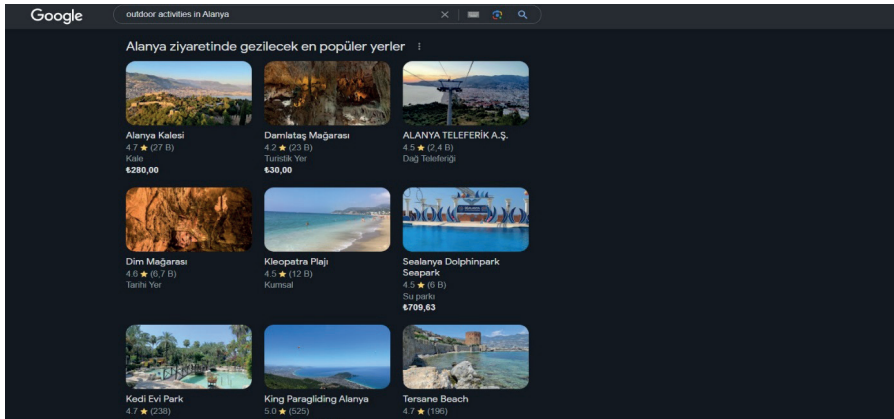 Google
outdoor activities in Alanya
Alanya ziyaretinde gezilecek en popüler yerler
Alanya Kalesi
4.7 ★ (27 B)
Kale
₺280,00
Damlataş Mağarası
4.2 ★ (23 B)
Turistik Yer
₺30,00
ALANYA TELEFERİK A.Ş.
4.5 ★ (2,4 B)
Dağ Teleferiği
Dim Mağarası
4.6 ★ (6,7 B)
Tarihi Yer
Kleopatra Plajı
4.5 ★ (12 B)
Kumsal
Sealanya Dolphinpark
Seapark
4.5 ★ (6 B)
Su parkı
₺709,63
Kedi Evi Park
4.7 ★ (238)
King Paragliding Alanya
5.0 ★ (525)
Tersane Beach
4.7 ★ (196)